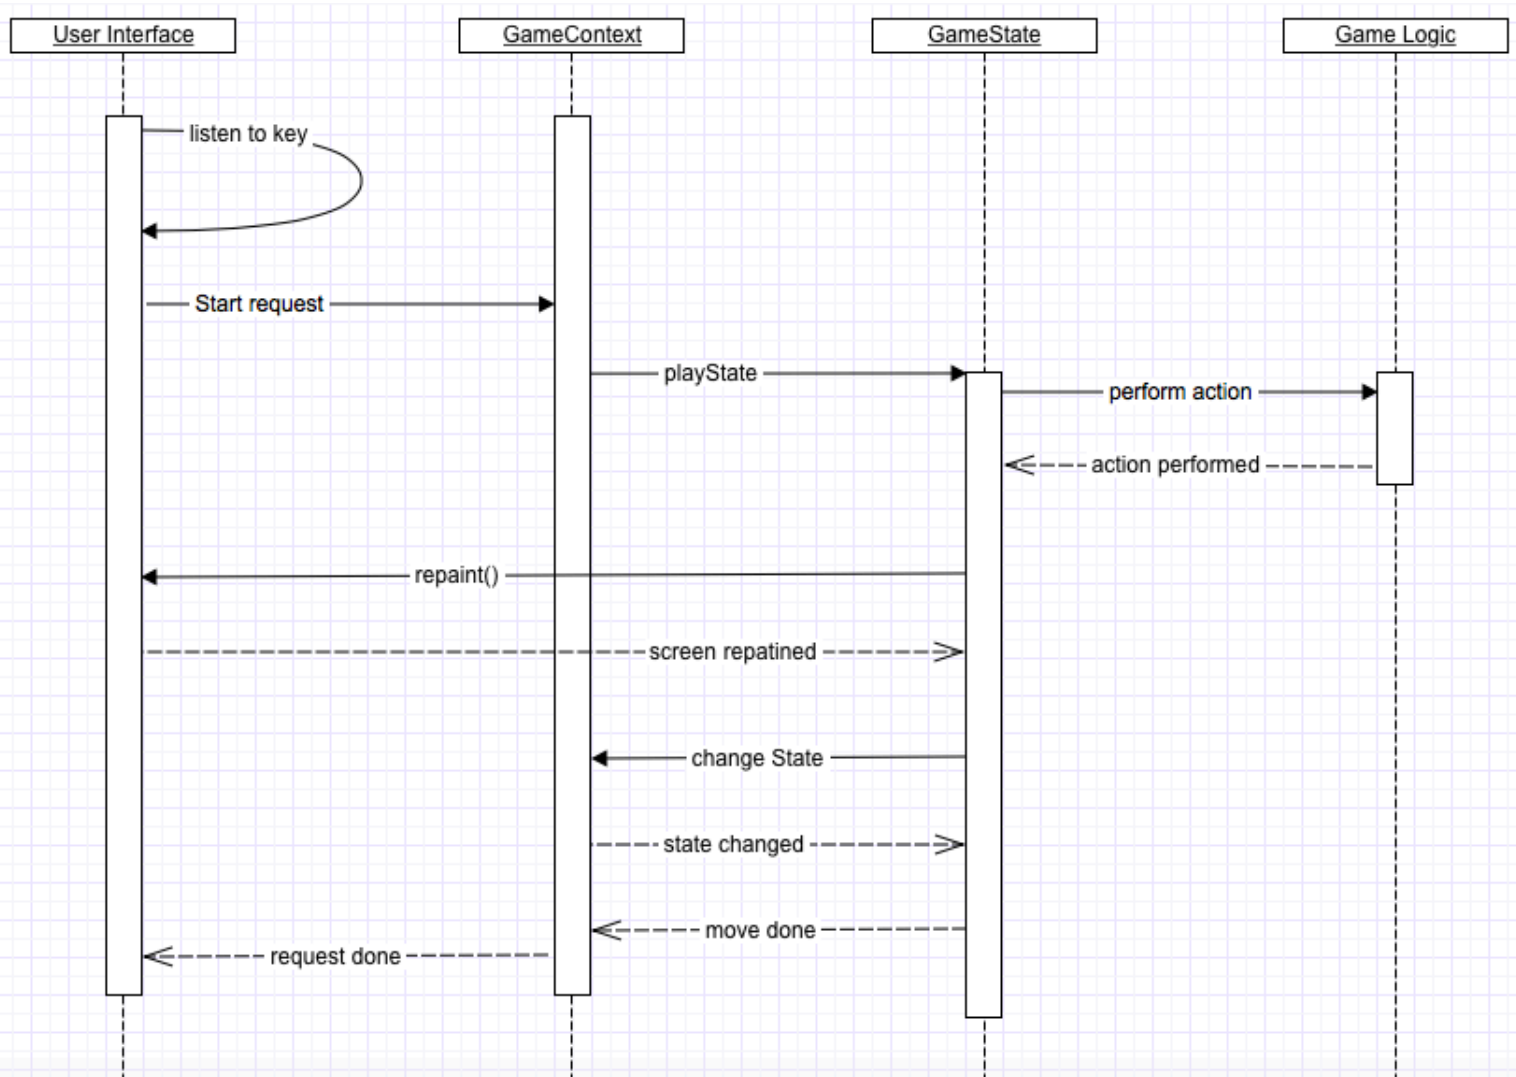 User Interface
GameContext
GameState
Game Logic
listen to key
Start request
playState
perform action
action performed
repaint()
screen repatined
change State
state changed
move done
request done